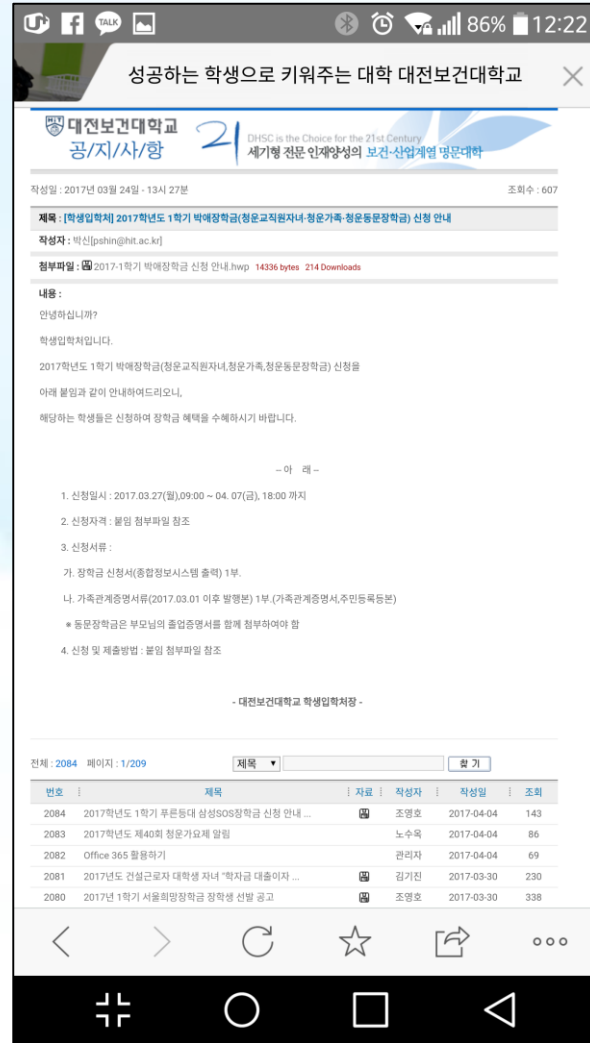 TALK
86% 12:22
성공하는 학생으로 키워주는 대학 대전보건대학교
대전보건대학교
공/지/사/항
21
DHSC is the Choice for the 21st Century
세기형 전문 인재양성의 보건·산업계열 명문대학
작성일 : 2017년 03월 24일 - 13시 27분 조회수 : 607
제목 : [학생입학처] 2017학년도 1학기 박애장학금(청운교직원자녀·청운가족·청운동문장학금) 신청 안내
작성자 : 박신[pshin@hit.ac.kr]
첨부파일 : 2017-1학기 박애장학금 신청 안내.hwp 14336 bytes 214 Downloads
내용 :
안녕하십니까?
학생입학처입니다.
2017학년도 1학기 박애장학금(청운교직원자녀,청운가족,청운동문장학금) 신청을
아래 붙임과 같이 안내하여드리오니,
해당하는 학생들은 신청하여 장학금 혜택을 수혜하시기 바랍니다.
– 아 래 –
1. 신청일시 : 2017.03.27(월),09:00 ~ 04. 07(금), 18:00 까지
2. 신청자격 : 붙임 첨부파일 참조
3. 신청서류 :
가. 장학금 신청서(종합정보시스템 출력) 1부.
나. 가족관계증명서류(2017.03.01 이후 발행본) 1부.(가족관계증명서,주민등록등본)
※ 동문장학금은 부모님의 졸업증명서를 함께 첨부하여야 함
4. 신청 및 제출방법 : 붙임 첨부파일 참조
- 대전보건대학교 학생입학처장 -
전체 : 2084 페이지 : 1/209 제목 ▼ 찾 기
번호 제목 자료 작성자 작성일 조회
2084 2017학년도 1학기 푸른등대 삼성SOS장학금 신청 안내 ... 조영호 2017-04-04 143
2083 2017학년도 제40회 청운가요제 알림 노수옥 2017-04-04 86
2082 Office 365 활용하기 관리자 2017-04-04 69
2081 2017년도 건설근로자 대학생 자녀 "학자금 대출이자 ... 김기진 2017-03-30 230
2080 2017년 1학기 서울희망장학금 장학생 선발 공고 조영호 2017-03-30 338